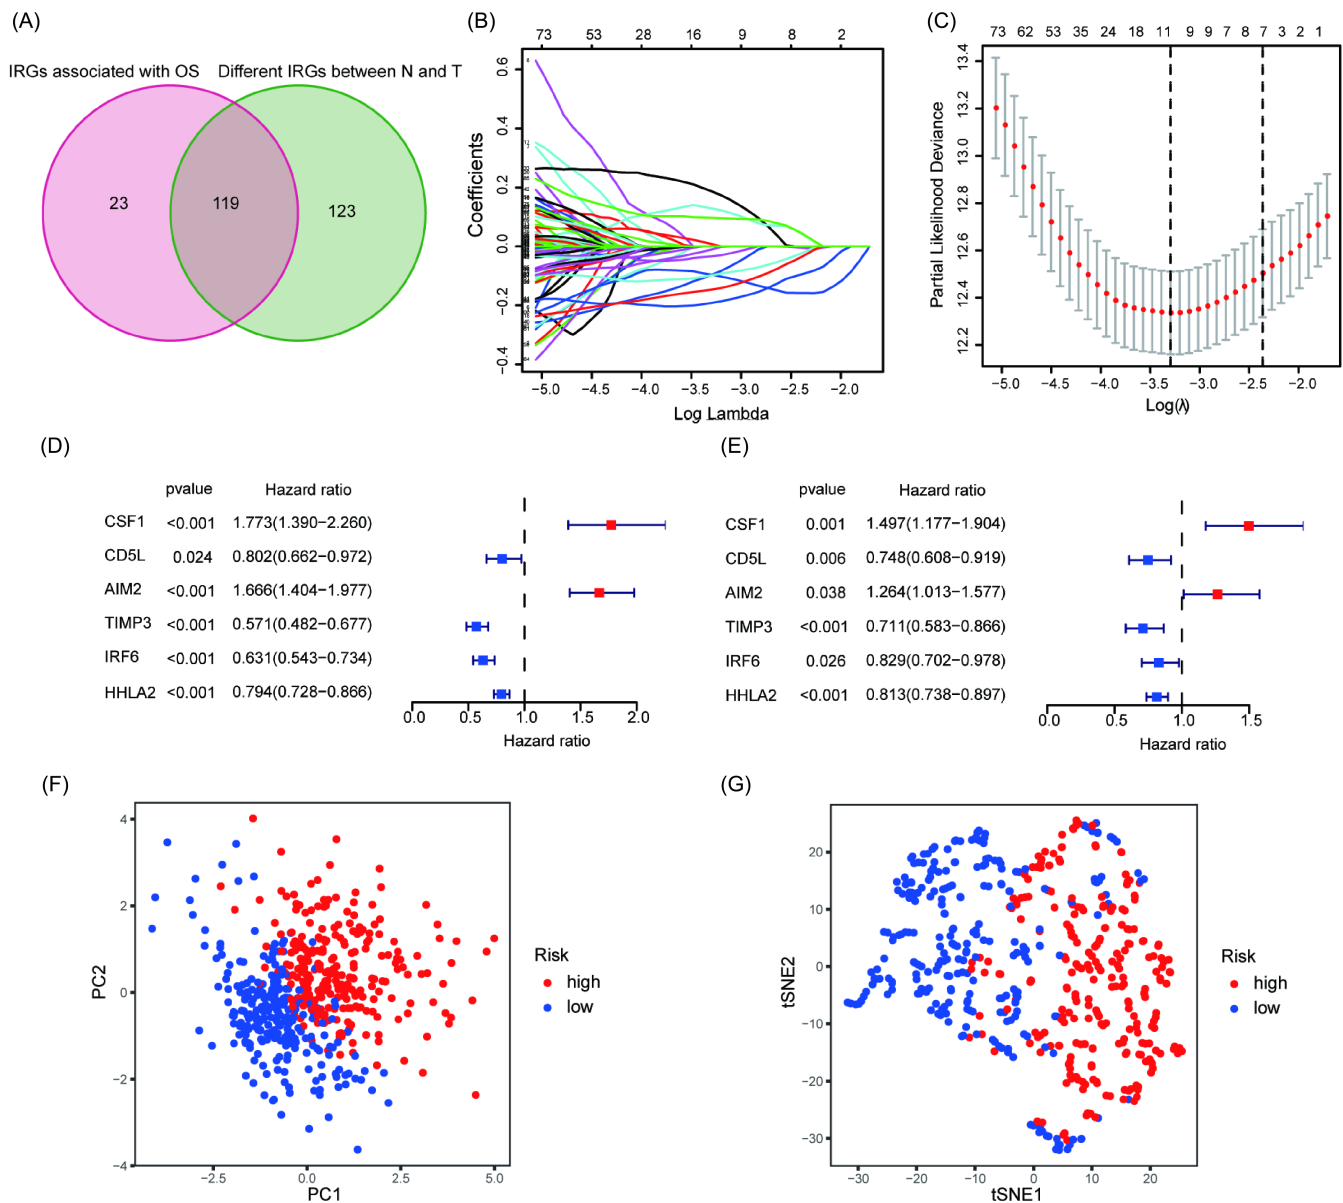 (A)
IRGs associated with OS
Different IRGs between N and T
23
119
123
(B)
73 53 28 16 9 8 2
Coefficients
0.6
0.4
0.2
0.0
−0.2
−0.4
−5.0 −4.5 −4.0 −3.5 −3.0 −2.5 −2.0
Log Lambda
(C)
73 62 53 35 24 18 11 9 9 7 8 7 3 2 1
Partial Likelihood Deviance
13.4
13.2
13.0
12.8
12.6
12.4
12.2
−5.0 −4.5 −4.0 −3.5 −3.0 −2.5 −2.0
Log(λ)
(D)
pvalue Hazard ratio
CSF1 <0.001 1.773(1.390−2.260)
CD5L 0.024 0.802(0.662−0.972)
AIM2 <0.001 1.666(1.404−1.977)
TIMP3 <0.001 0.571(0.482−0.677)
IRF6 <0.001 0.631(0.543−0.734)
HHLA2 <0.001 0.794(0.728−0.866)
0.0 0.5 1.0 1.5 2.0
Hazard ratio
(E)
pvalue Hazard ratio
CSF1 0.001 1.497(1.177−1.904)
CD5L 0.006 0.748(0.608−0.919)
AIM2 0.038 1.264(1.013−1.577)
TIMP3 <0.001 0.711(0.583−0.866)
IRF6 0.026 0.829(0.702−0.978)
HHLA2 <0.001 0.813(0.738−0.897)
0.0 0.5 1.0 1.5
Hazard ratio
(F)
PC2
4
2
0
−2
−4
−2.5 0.0 2.5 5.0
PC1
Risk
high
low
(G)
tSNE2
20
10
0
−10
−20
−30
−30 −20 −10 0 10 20
tSNE1
Risk
high
low